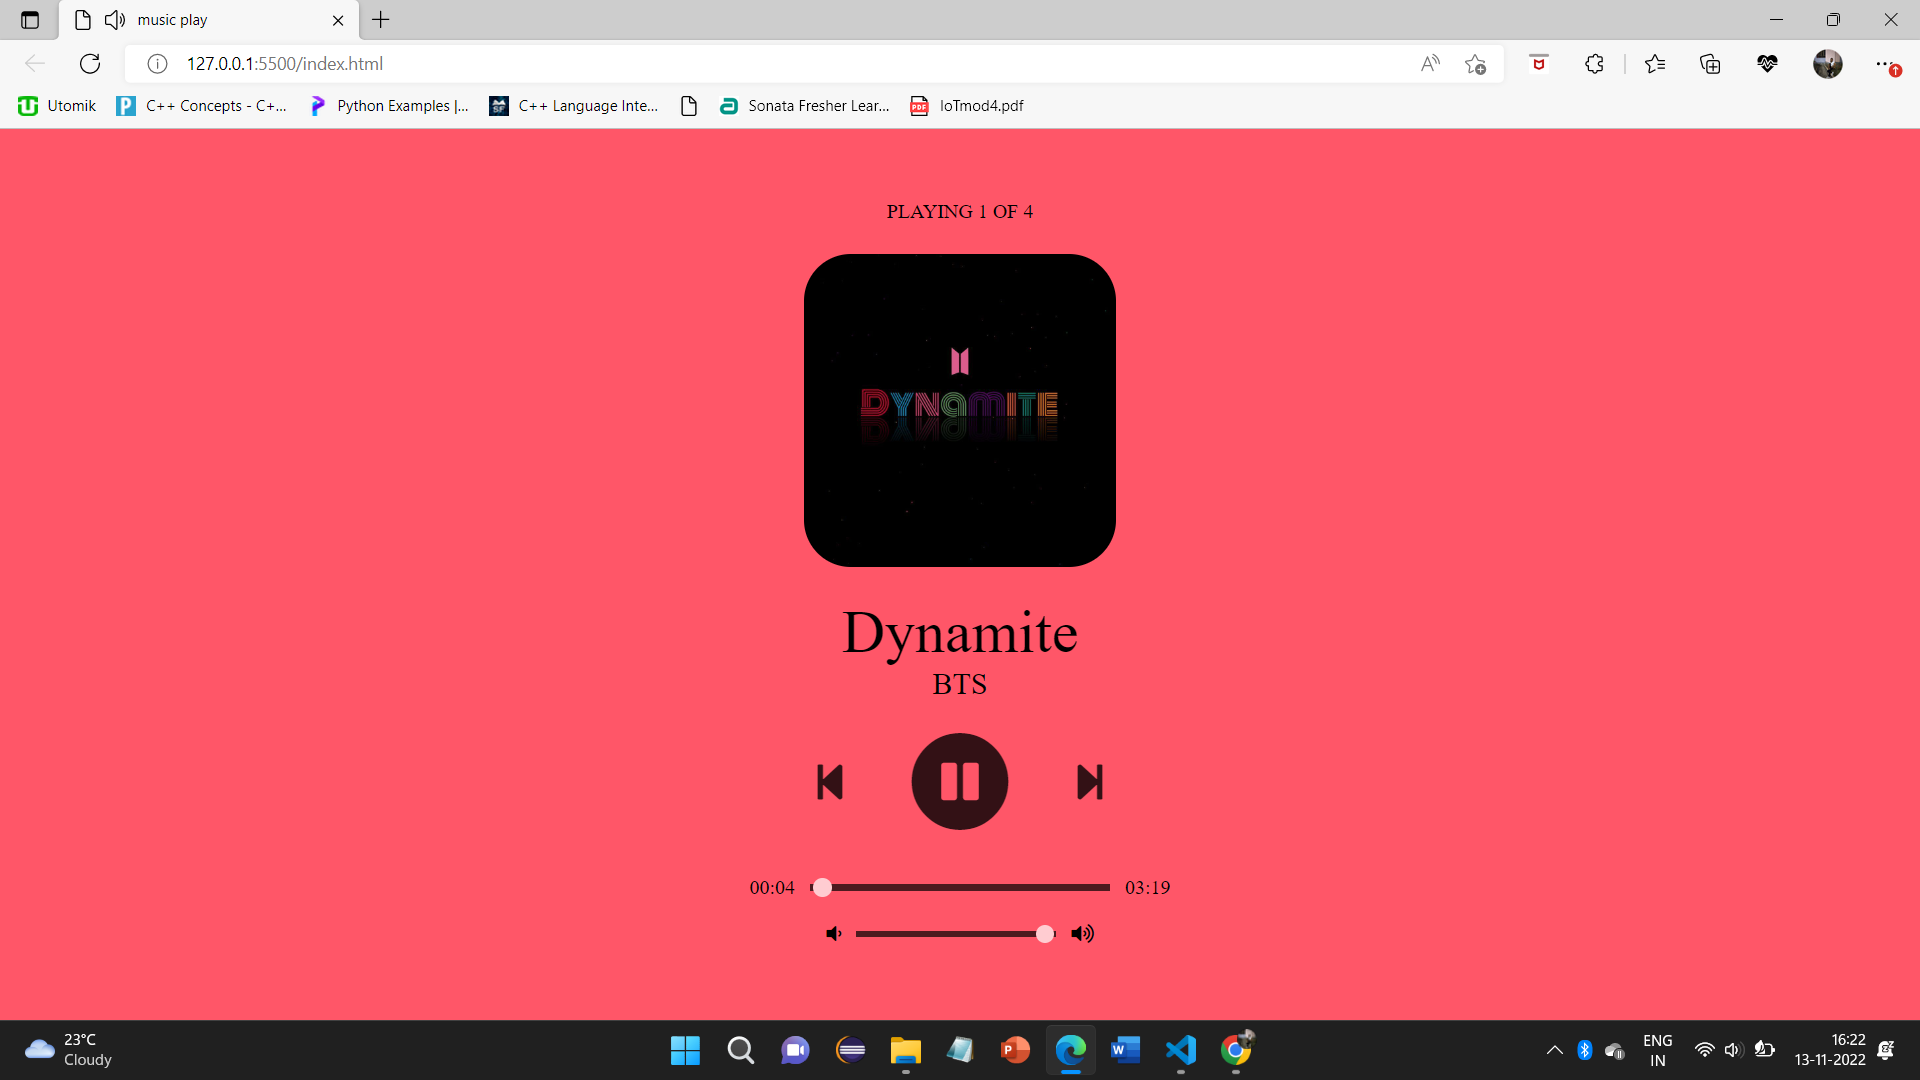 music play
127.0.0.1:5500/index.html
Utomik
C++ Concepts - C+...
Python Examples |...
C++ Language Inte...
Sonata Fresher Lear...
IoTmod4.pdf
PLAYING 1 OF 4
DYNAMITE
Dynamite
BTS
00:04
03:19
23°C
Cloudy
ENG
IN
16:22
13-11-2022